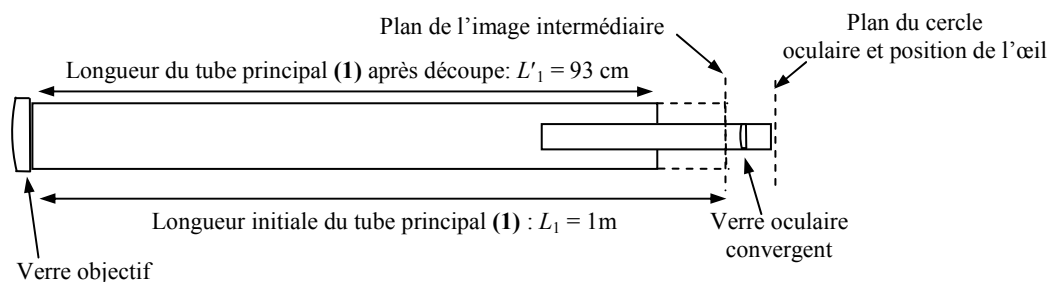 Plan de l’image intermédiaire
Plan du cercle
oculaire et position de l’œil
Longueur du tube principal (1) après découpe: L’₁ = 93 cm
Longueur initiale du tube principal (1) : L₁ = 1m
Verre oculaire
convergent
Verre objectif